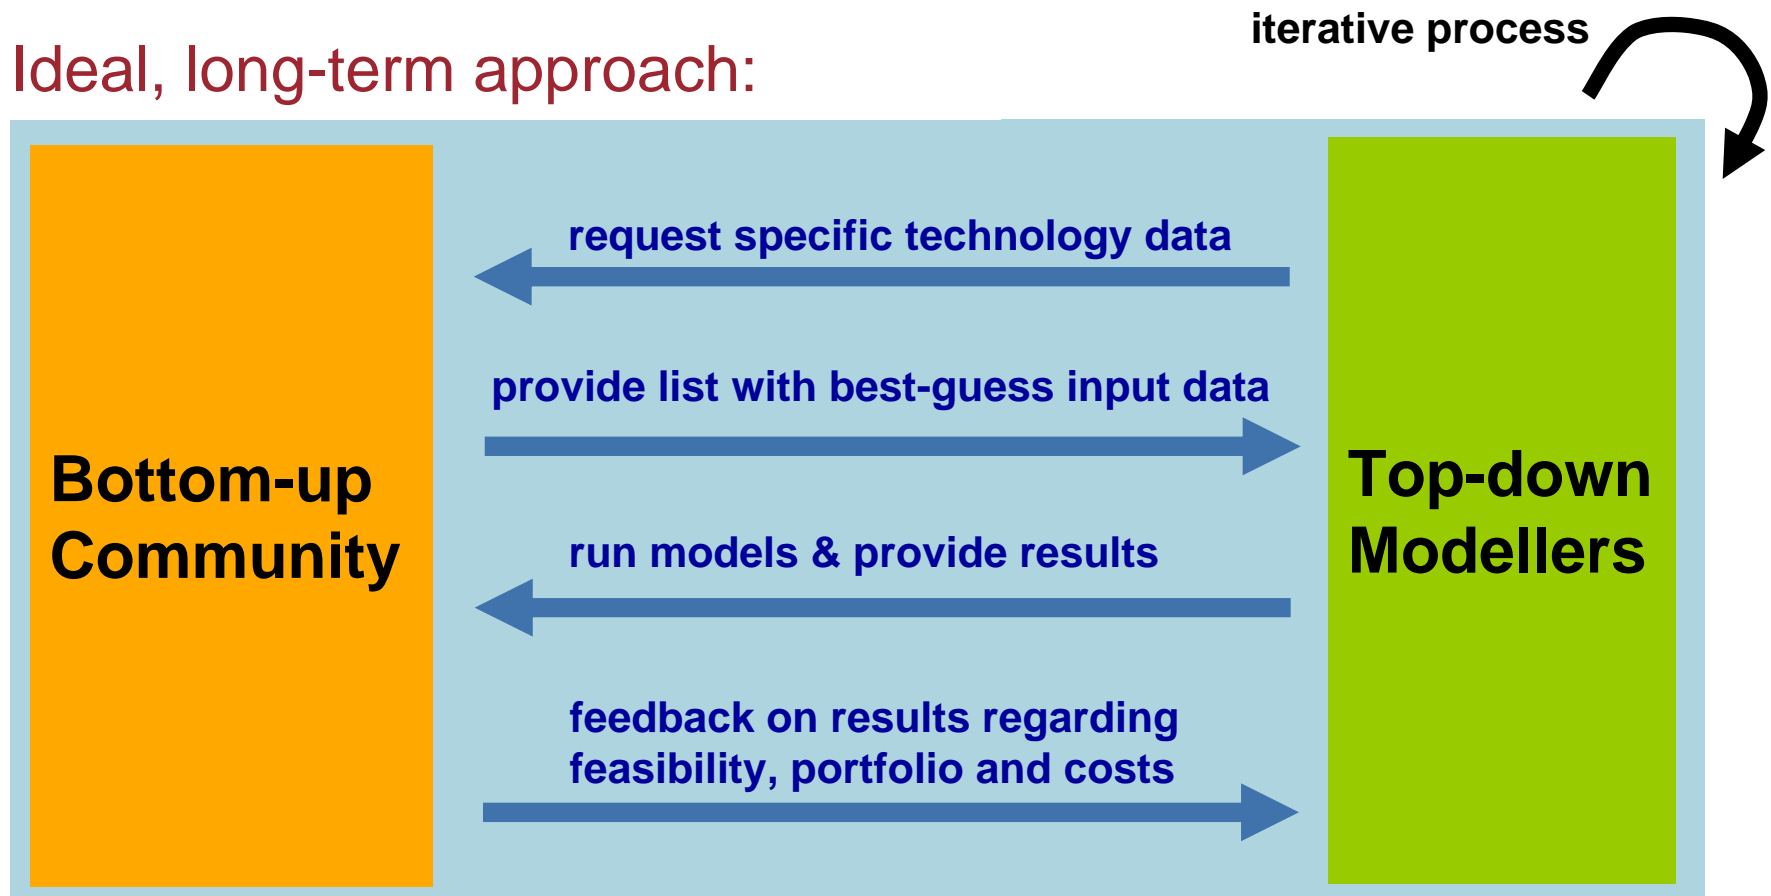 iterative process
Ideal, long-term approach:
request specific technology data
provide list with best-guess input data
Bottom-up
Community
Top-down
Modellers
run models & provide results
feedback on results regarding
feasibility, portfolio and costs